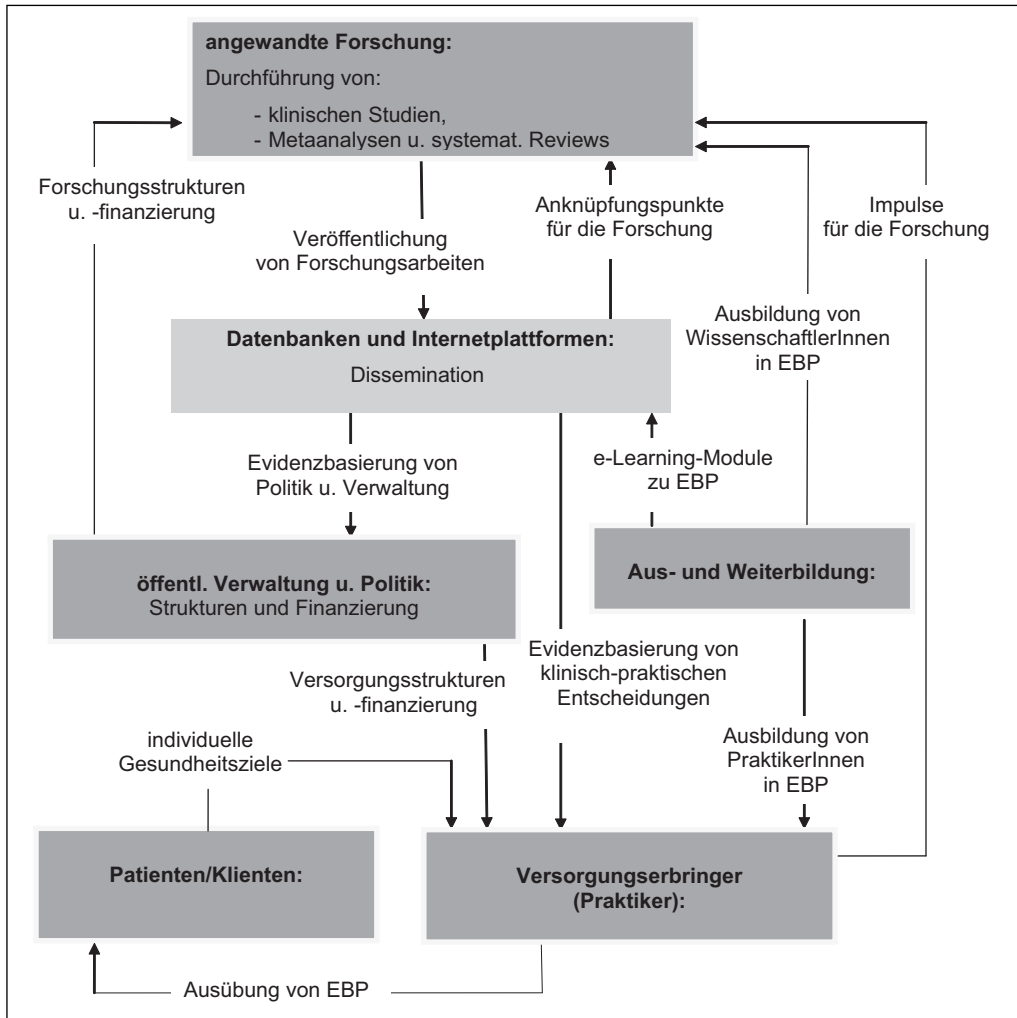 angewandte Forschung:
Durchführung von:
- klinischen Studien,
- Metaanalysen u. systemat. Reviews
Forschungsstrukturen
u. -finanzierung
Veröffentlichung
von Forschungsarbeiten
Anknüpfungspunkte
für die Forschung
Impulse
für die Forschung
Ausbildung von
WissenschaftlerInnen
in EBP
Datenbanken und Internetplattformen:
Dissemination
Evidenzbasierung von
Politik u. Verwaltung
e-Learning-Module
zu EBP
öffentl. Verwaltung u. Politik:
Strukturen und Finanzierung
Aus- und Weiterbildung:
Versorgungsstrukturen
u. -finanzierung
Evidenzbasierung von
klinisch-praktischen
Entscheidungen
Ausbildung von
PraktikerInnen
in EBP
individuelle
Gesundheitsziele
Patienten/Klienten:
Versorgungserbringer
(Praktiker):
Ausübung von EBP